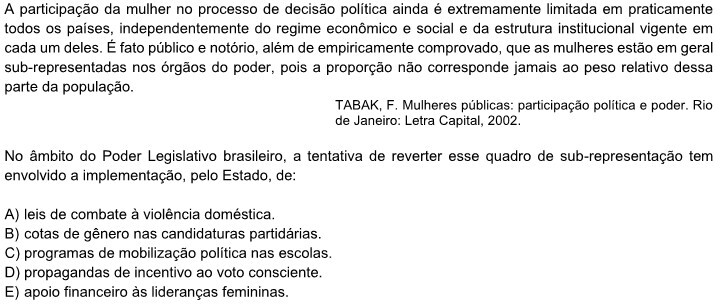 A participação da mulher no processo de decisão política ainda é extremamente limitada em praticamente
todos os países, independentemente do regime econômico e social e da estrutura institucional vigente em
cada um deles. É fato público e notório, além de empiricamente comprovado, que as mulheres estão em geral
sub-representadas nos órgãos do poder, pois a proporção não corresponde jamais ao peso relativo dessa
parte da população.
TABAK, F. Mulheres públicas: participação política e poder. Rio
de Janeiro: Letra Capital, 2002.
No âmbito do Poder Legislativo brasileiro, a tentativa de reverter esse quadro de sub-representação tem
envolvido a implementação, pelo Estado, de:
A) leis de combate à violência doméstica.
B) cotas de gênero nas candidaturas partidárias.
C) programas de mobilização política nas escolas.
D) propagandas de incentivo ao voto consciente.
E) apoio financeiro às lideranças femininas.